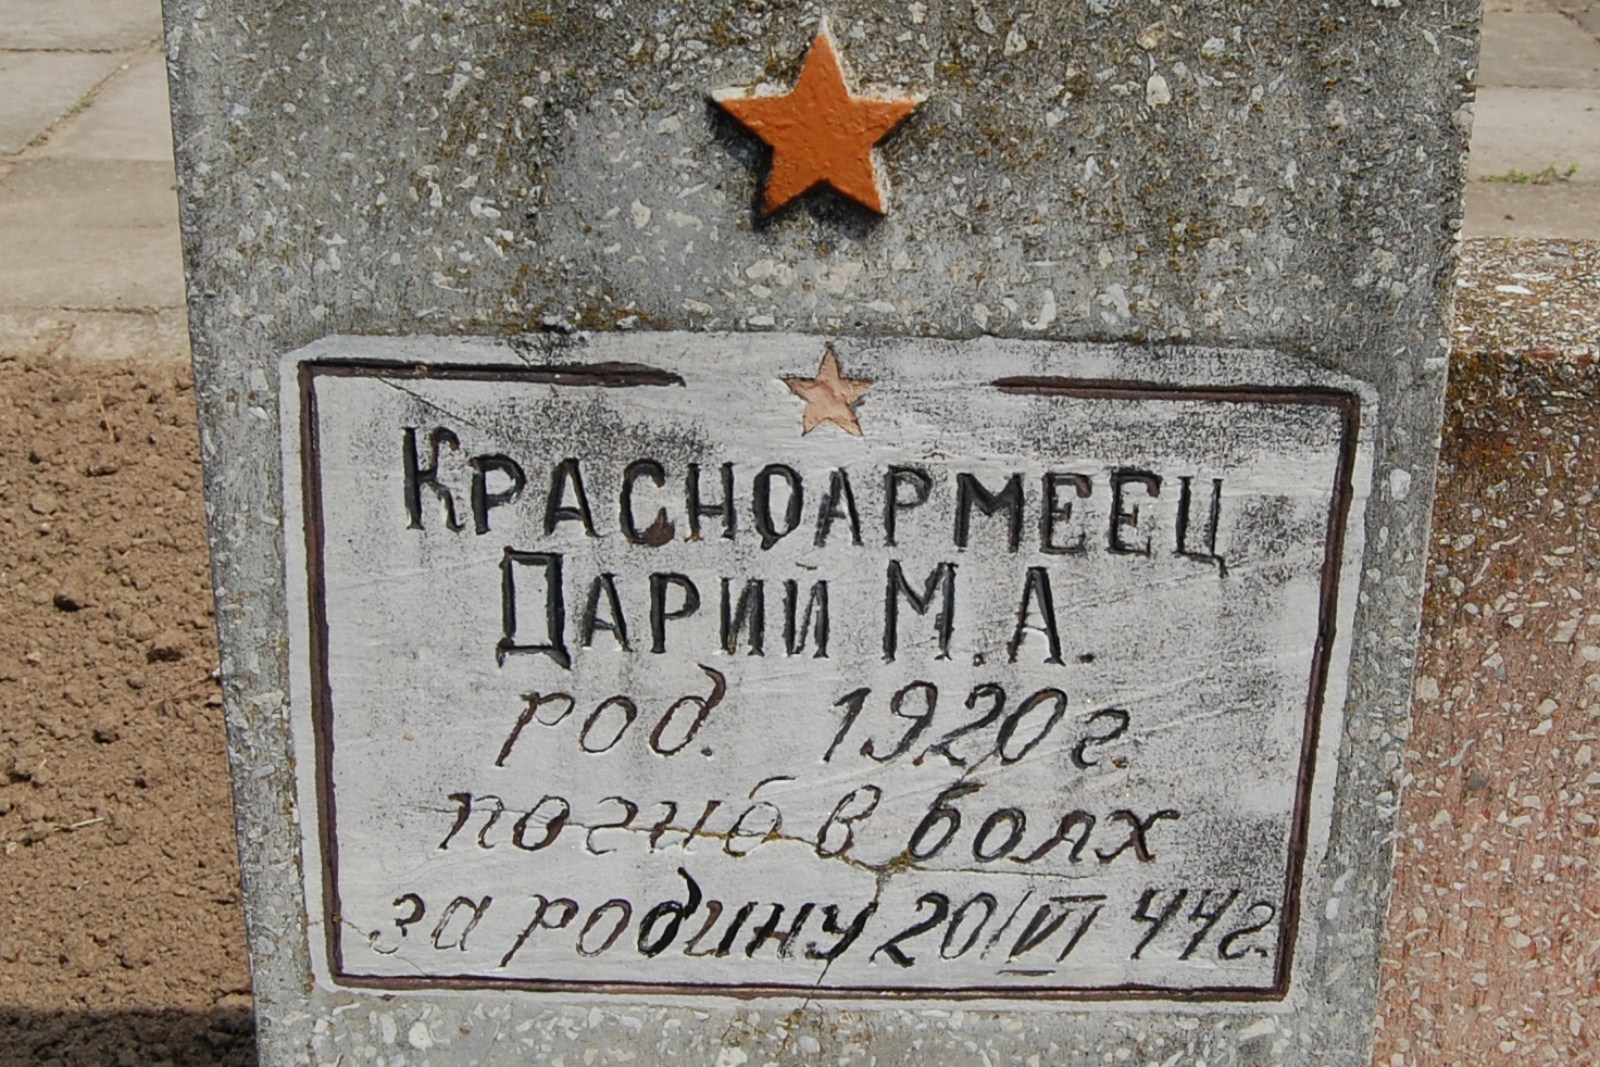 КРАСНОАРМЕЕЦ
ДАРИЙ М.А.
род. 1920г.
погиб в боях
за родину 20/VI 44г.